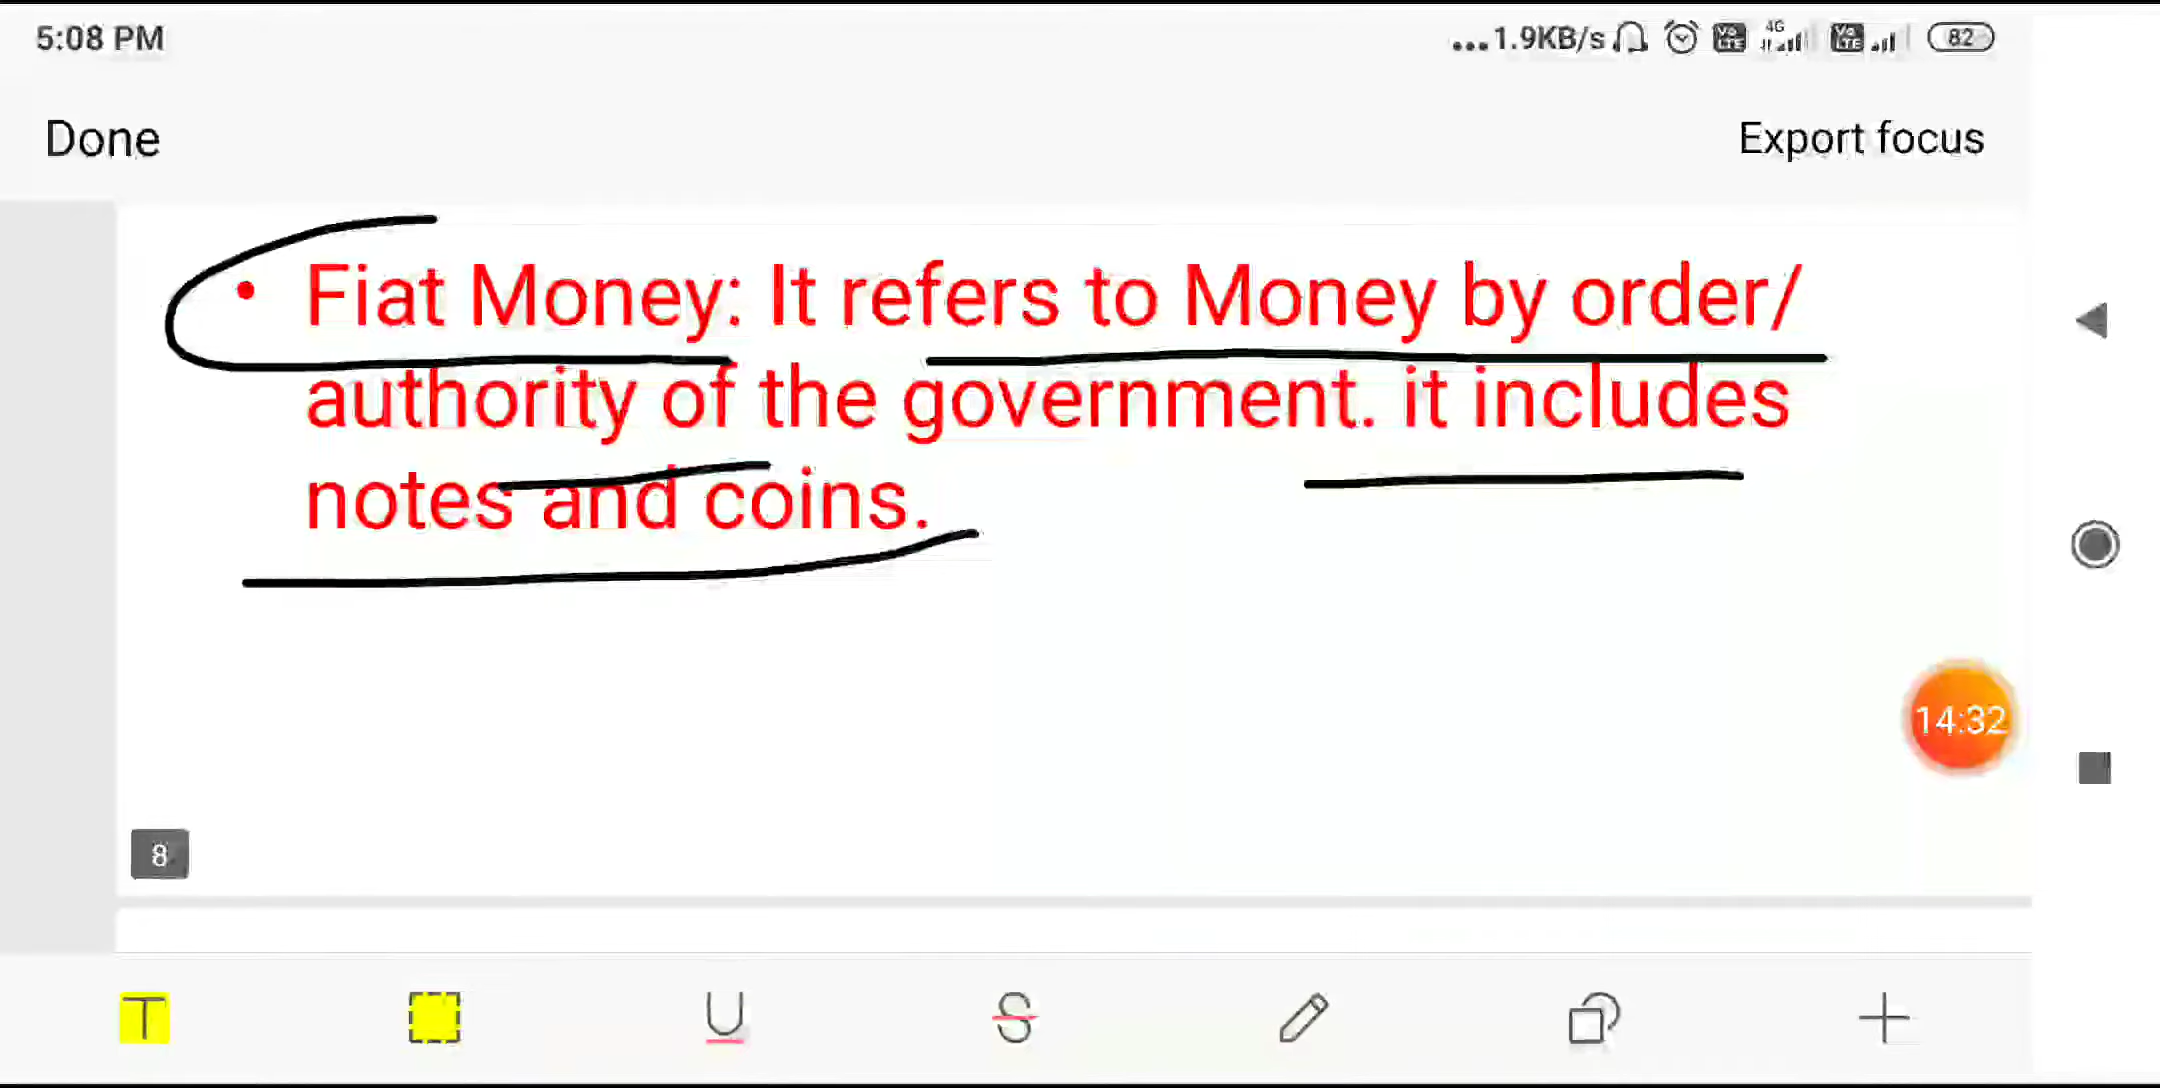 5:08 PM
...1.9KB/s 4G 82
Done
Export focus
• Fiat Money: It refers to Money by order/
authority of the government. it includes
notes and coins.
14:32
8
T U S